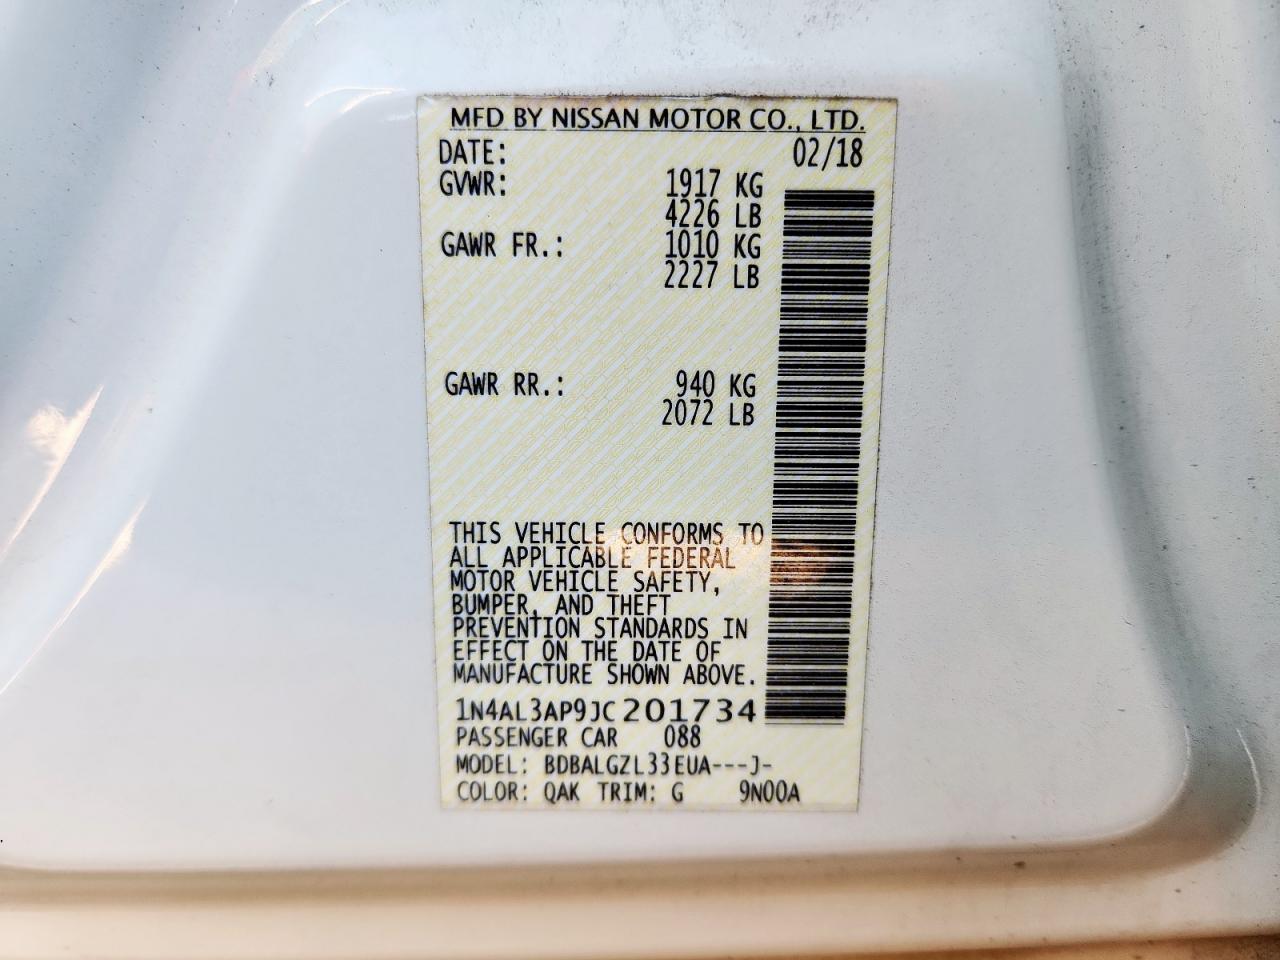 MFD BY NISSAN MOTOR CO., LTD.
DATE: 02/18
GVWR: 1917 KG
4226 LB
GAWR FR.: 1010 KG
2227 LB
GAWR RR.: 940 KG
2072 LB
THIS VEHICLE CONFORMS TO
ALL APPLICABLE FEDERAL
MOTOR VEHICLE SAFETY,
BUMPER, AND THEFT
PREVENTION STANDARDS IN
EFFECT ON THE DATE OF
MANUFACTURE SHOWN ABOVE.
1N4AL3AP9JC201734
PASSENGER CAR 088
MODEL: BDBALGZL33EUA---J-
COLOR: QAK TRIM: G 9N00A